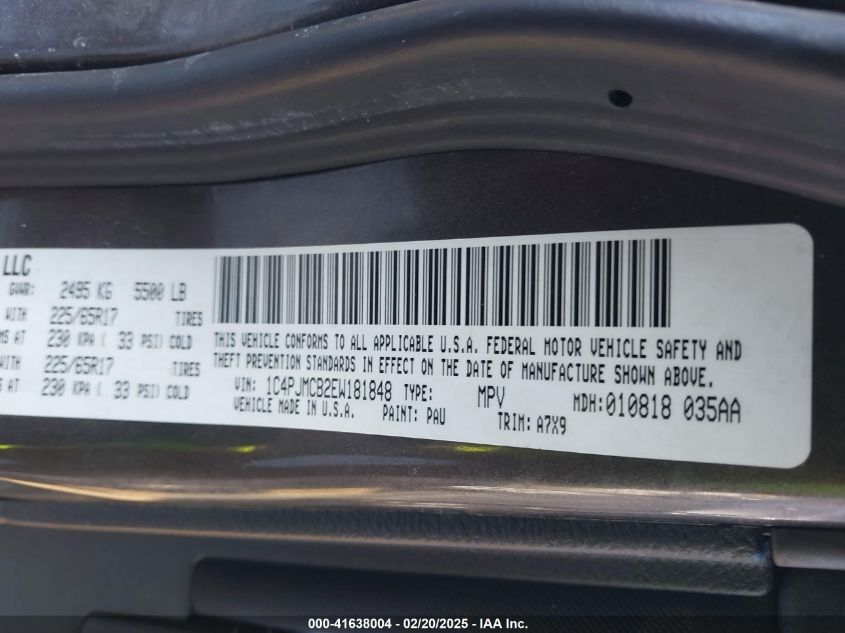 LLC
GVWR: 2495 KG 5500 LB
WITH 225/65R17 TIRES
MS AT 230 KPA ( 33 PSI) COLD
WITH 225/65R17 TIRES
MS AT 230 KPA ( 33 PSI) COLD
THIS VEHICLE CONFORMS TO ALL APPLICABLE U.S.A. FEDERAL MOTOR VEHICLE SAFETY AND
THEFT PREVENTION STANDARDS IN EFFECT ON THE DATE OF MANUFACTURE SHOWN ABOVE.
VIN: 1C4PJMCB2EW181848 TYPE: MPV MDH:010818 035AA
VEHICLE MADE IN U.S.A. PAINT: PAU TRIM: A7X9
000-41638004 — 02/20/2025 — IAA Inc.